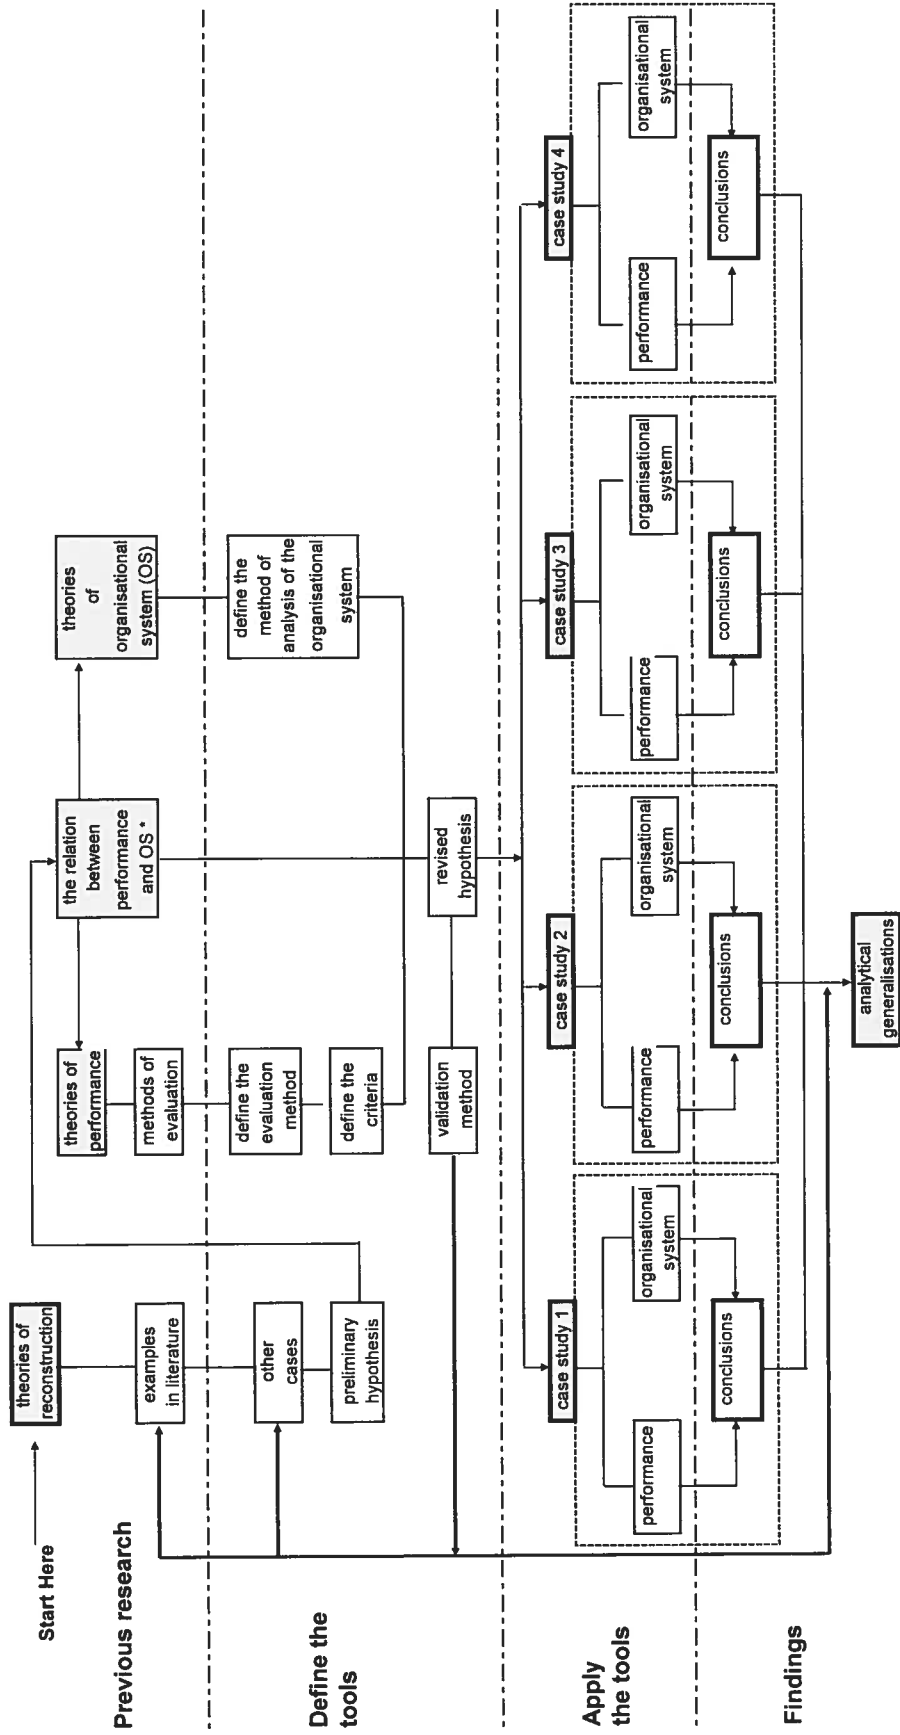 Start Here
Previous research
theories of
reconstruction
examples
in literature
theories of
performance
methods of
evaluation
the relation
between
performance
and OS *
theories
of
organisational
system (OS)
Define the
tools
other
cases
preliminary
hypothesis
define the
evaluation
method
define the
criteria
validation
method
revised
hypothesis
define the
method of
analysis of the
organisational
system
Apply
the tools
case study 1
performance
organisational
system
case study 2
performance
organisational
system
case study 3
performance
organisational
system
case study 4
performance
organisational
system
Findings
conclusions
conclusions
conclusions
conclusions
analytical
generalisations